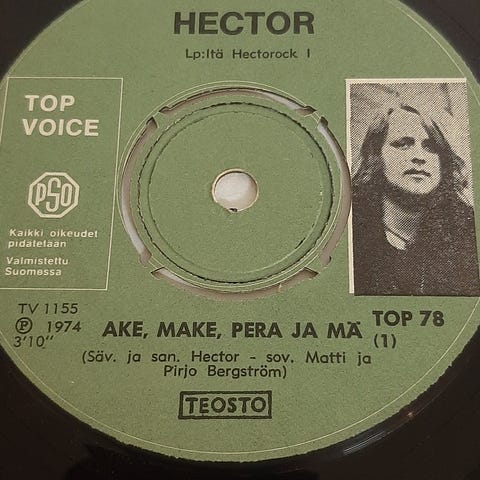 HECTOR
Lp:Itä Hectorock I
TOP
VOICE
PSO
Kaikki oikeudet
pidätetään
Valmistettu
Suomessa
TV 1155
Ⓟ 1974
3'10''
AKE, MAKE, PERA JA MÄ
TOP 78
(1)
(Säv. ja san. Hector - sov. Matti ja
Pirjo Bergström)
TEOSTO